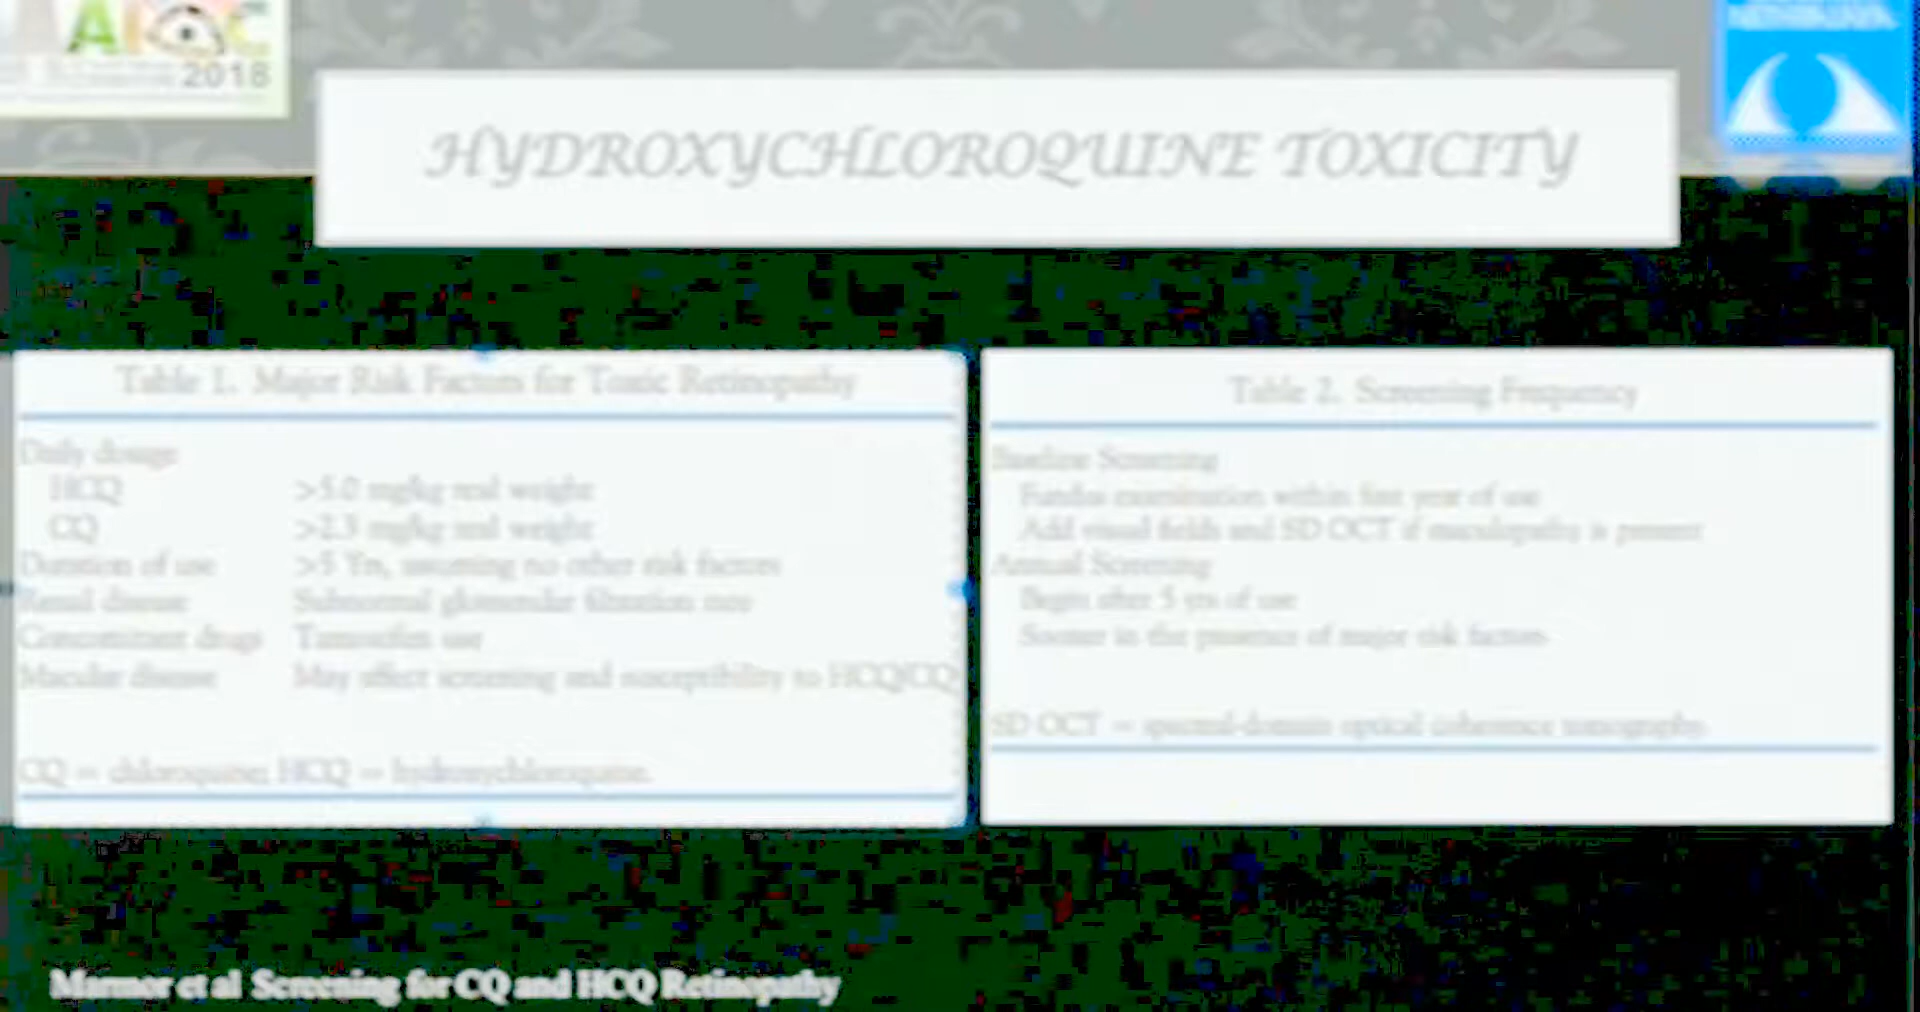 2018
HYDROXYCHLOROQUINE TOXICITY
Table 1. Major Risk Factors for Toxic Retinopathy
Daily dosage
HCQ >5.0 mg/kg real weight
CQ >2.3 mg/kg real weight
Duration of use >5 Yrs, assuming no other risk factors
Renal disease Subnormal glomerular filtration rate
Concomitant drugs Tamoxifen use
Macular disease May affect screening and susceptibility to HCQ/CQ
CQ = chloroquine; HCQ = hydroxychloroquine.
Table 2. Screening Frequency
Baseline Screening
Fundus examination within first year of use
Add visual fields and SD OCT if maculopathy is present
Annual Screening
Begin after 5 yrs of use
Sooner in the presence of major risk factors
SD OCT = spectral-domain optical coherence tomography.
Marmor et al Screening for CQ and HCQ Retinopathy